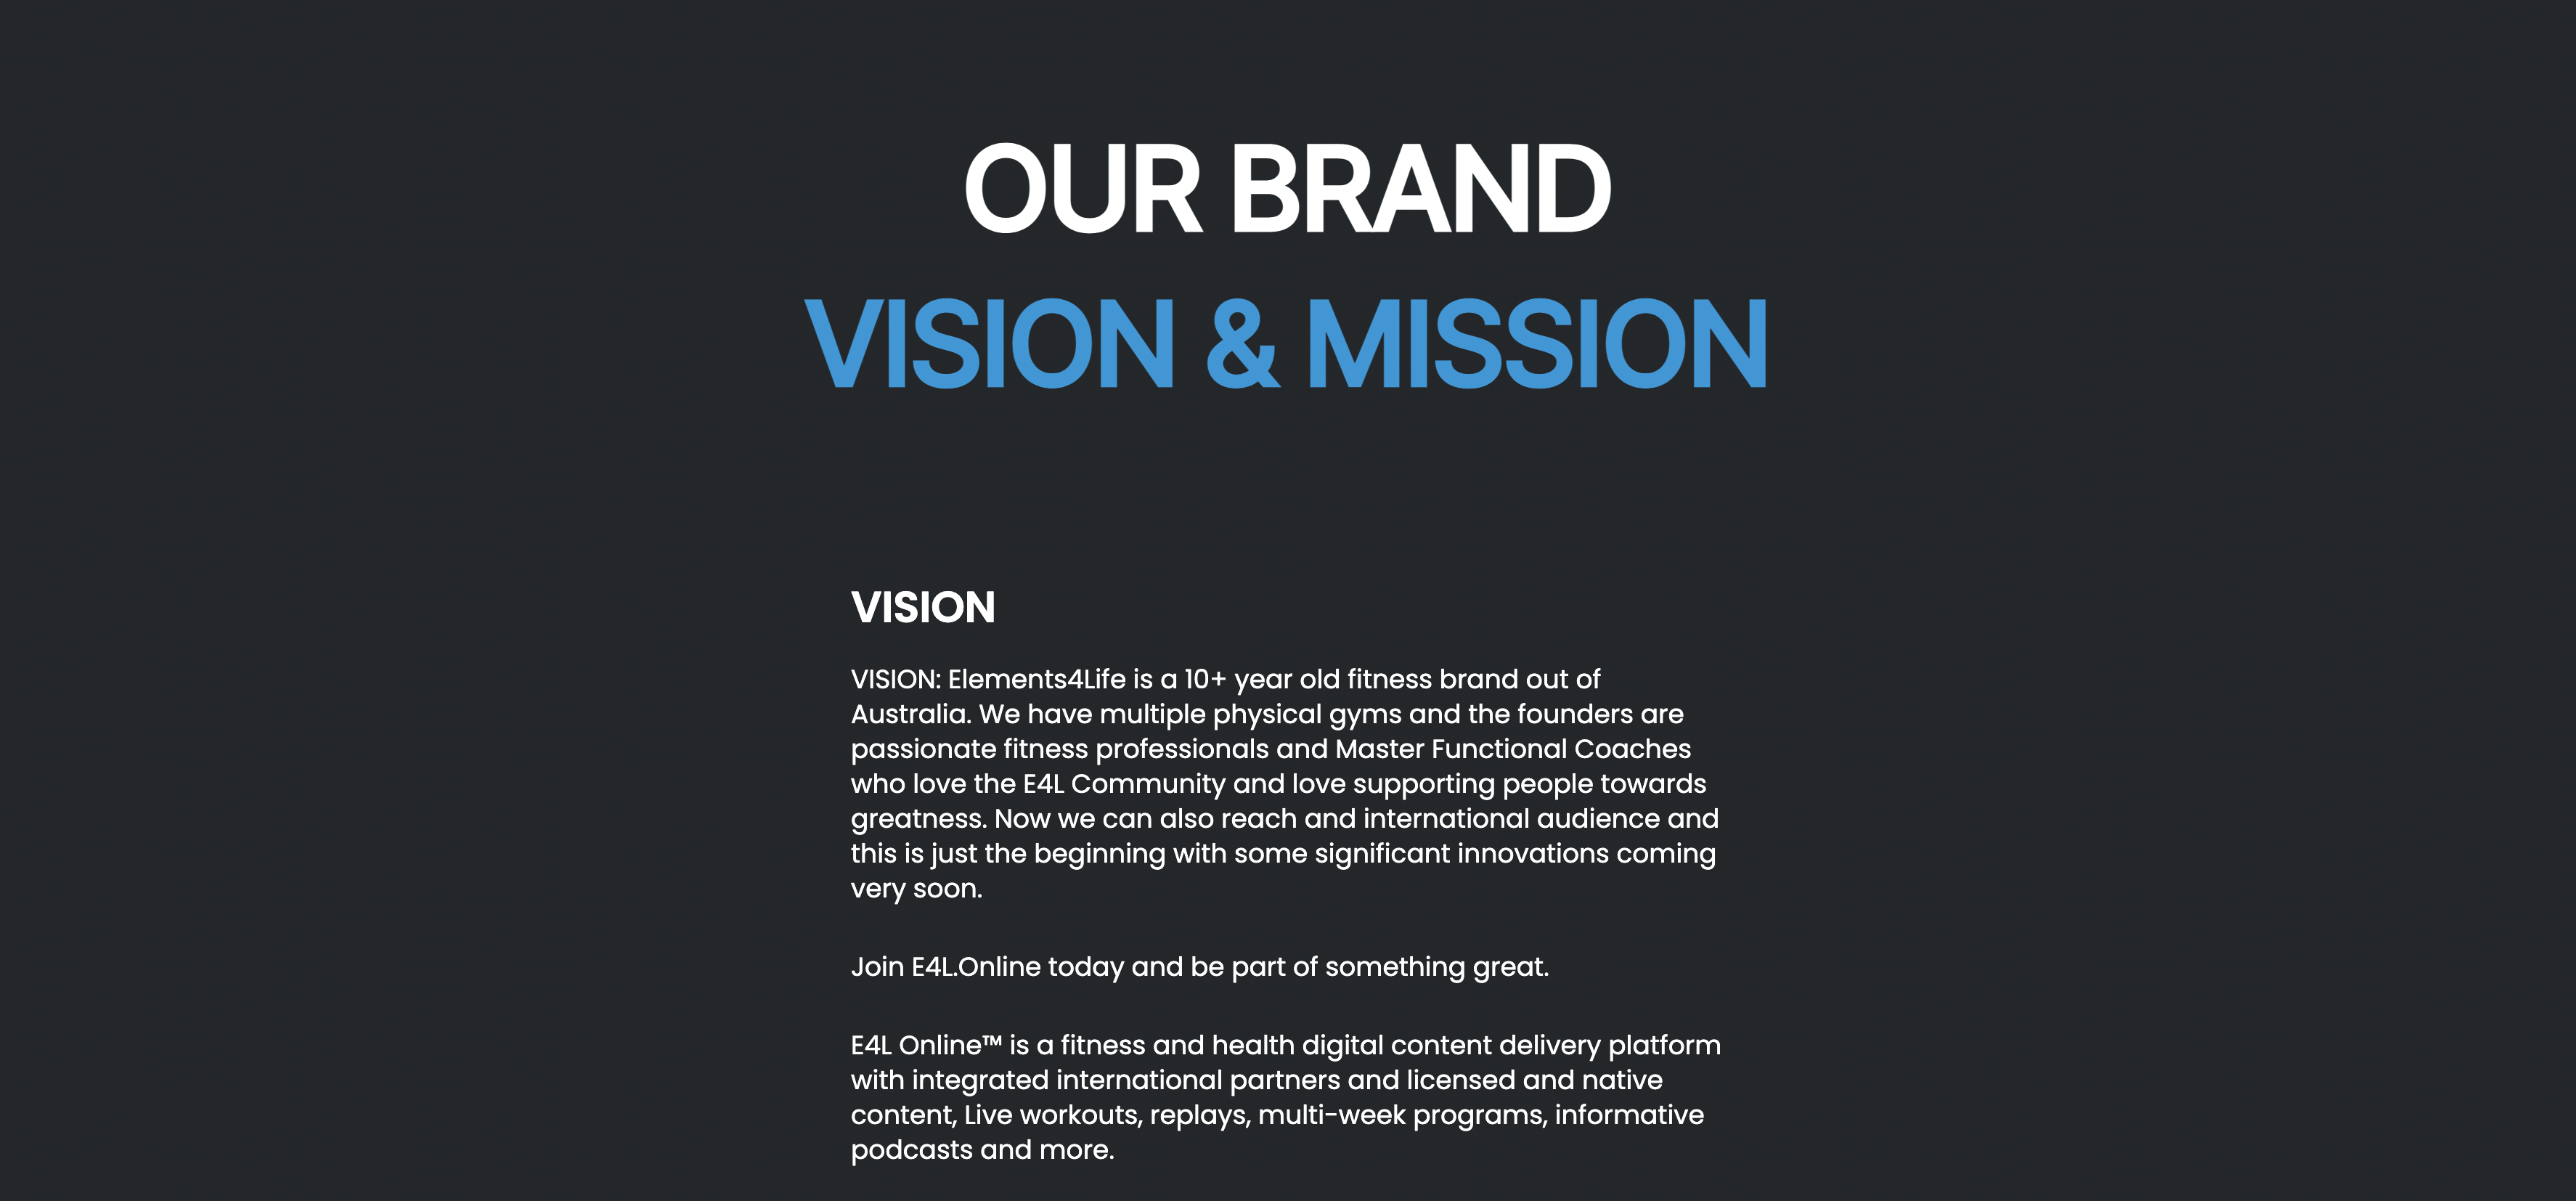 OUR BRAND
VISION & MISSION
VISION
VISION: Elements4Life is a 10+ year old fitness brand out of
Australia. We have multiple physical gyms and the founders are
passionate fitness professionals and Master Functional Coaches
who love the E4L Community and love supporting people towards
greatness. Now we can also reach and international audience and
this is just the beginning with some significant innovations coming
very soon.
Join E4L.Online today and be part of something great.
E4L Online™ is a fitness and health digital content delivery platform
with integrated international partners and licensed and native
content, Live workouts, replays, multi-week programs, informative
podcasts and more.